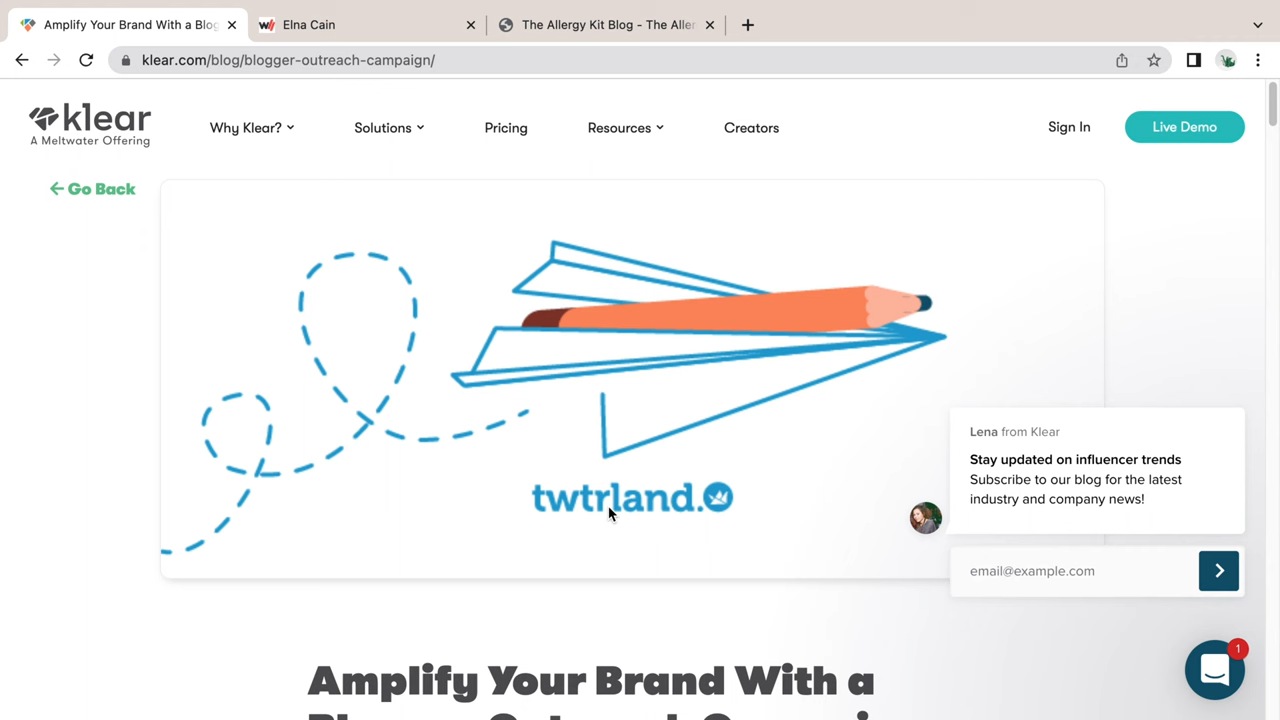 Amplify Your Brand With a Blog
Elna Cain
The Allergy Kit Blog - The Aller
klear.com/blog/blogger-outreach-campaign/
klear
A Meltwater Offering
Why Klear?
Solutions
Pricing
Resources
Creators
Sign In
Live Demo
Go Back
twtrland.
Lena from Klear
Stay updated on influencer trends
Subscribe to our blog for the latest
industry and company news!
email@example.com
1
Amplify Your Brand With a